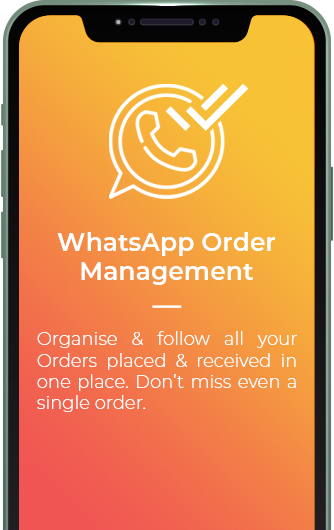 WhatsApp Order
Management
Organise & follow all your
Orders placed & received in
one place. Don't miss even a
single order.